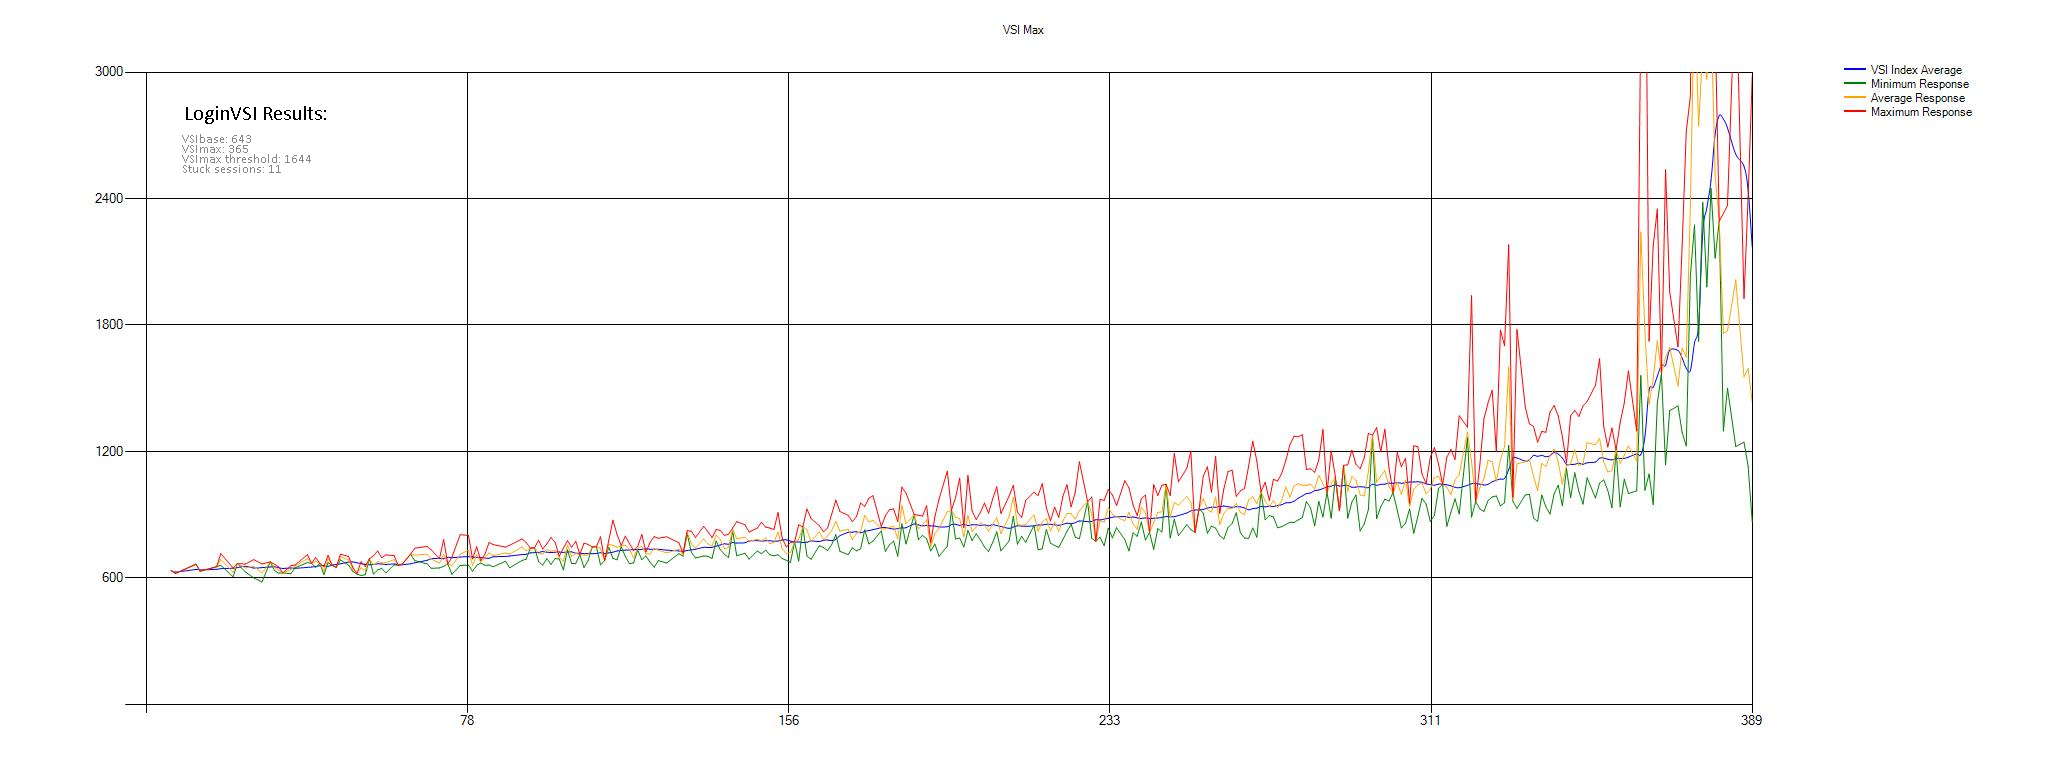 VSI Max
3000
2400
1800
1200
600
LoginVSI Results:
VSIbase: 643
VSImax: 365
VSImax threshold: 1644
Stuck sessions: 11
78
156
233
311
389
VSI Index Average
Minimum Response
Average Response
Maximum Response